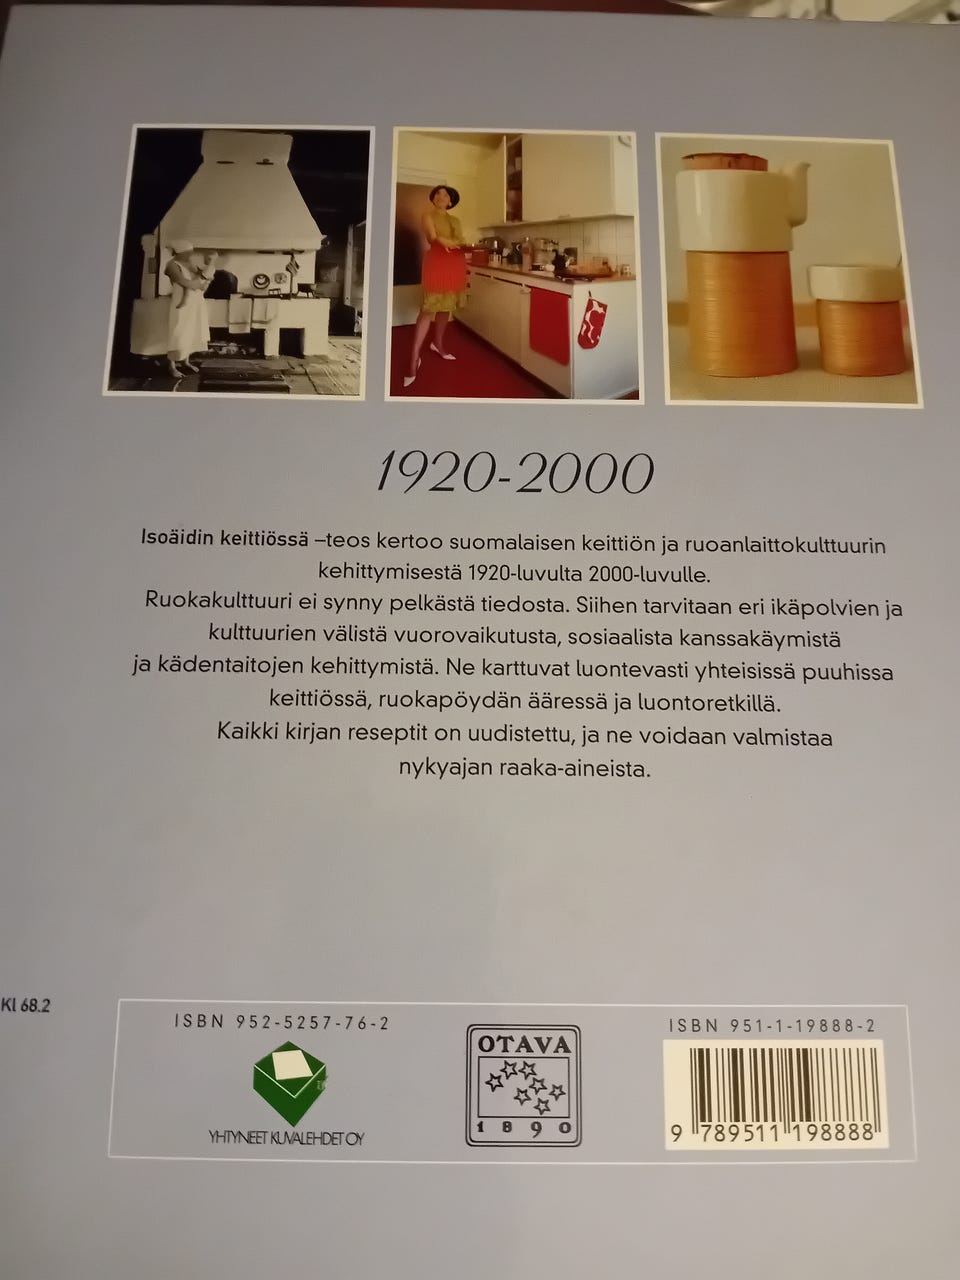 1920-2000
Isoäidin keittiössä –teos kertoo suomalaisen keittiön ja ruoanlaittokulttuurin
kehittymisestä 1920-luvulta 2000-luvulle.
Ruokakulttuuri ei synny pelkästä tiedosta. Siihen tarvitaan eri ikäpolvien ja
kulttuurien välistä vuorovaikutusta, sosiaalista kanssakäymistä
ja kädentaitojen kehittymistä. Ne karttuvat luontevasti yhteisissä puuhissa
keittiössä, ruokapöydän ääressä ja luontoretkillä.
Kaikki kirjan reseptit on uudistettu, ja ne voidaan valmistaa
nykyajan raaka-aineista.
Kl 68.2
ISBN 952-5257-76-2
YHTYNEET KUVALEHDET OY
OTAVA
1890
ISBN 951-1-19888-2
9 789511 198888